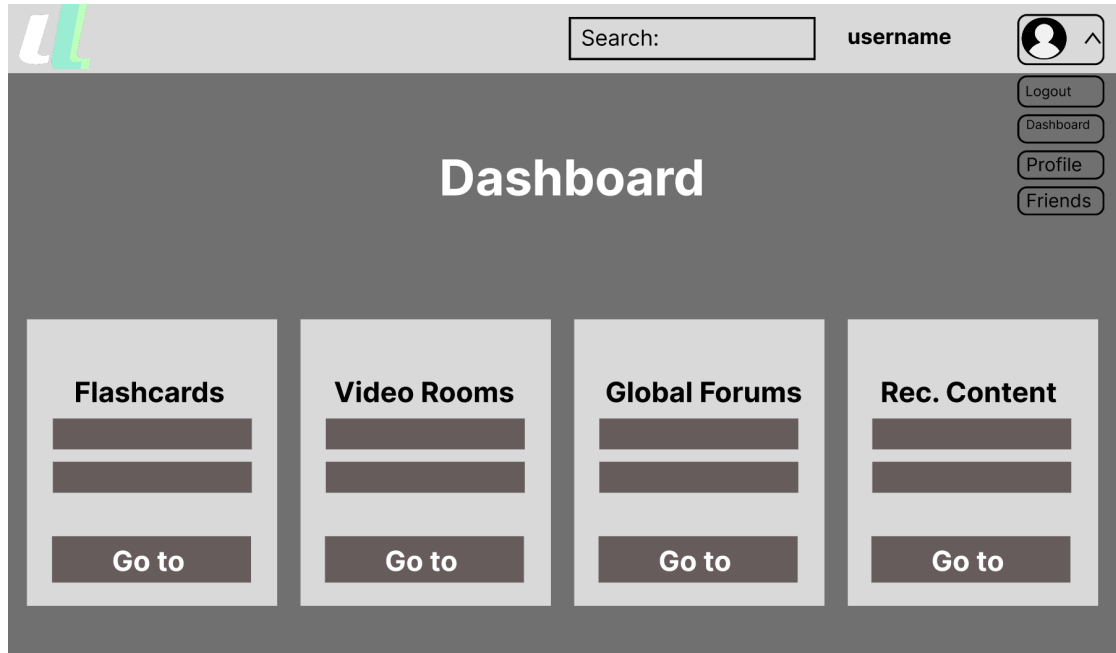 Search:
username
Logout
Dashboard
Profile
Friends
Dashboard
Flashcards
Go to
Video Rooms
Go to
Global Forums
Go to
Rec. Content
Go to